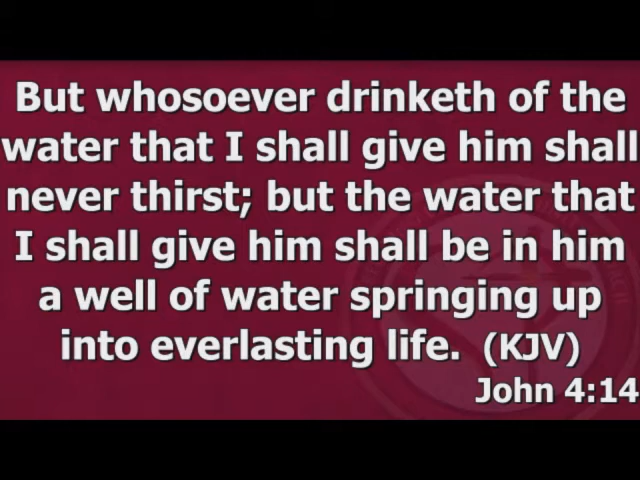 But whosoever drinketh of the
water that I shall give him shall
never thirst; but the water that
I shall give him shall be in him
a well of water springing up
into everlasting life. (KJV)
John 4:14